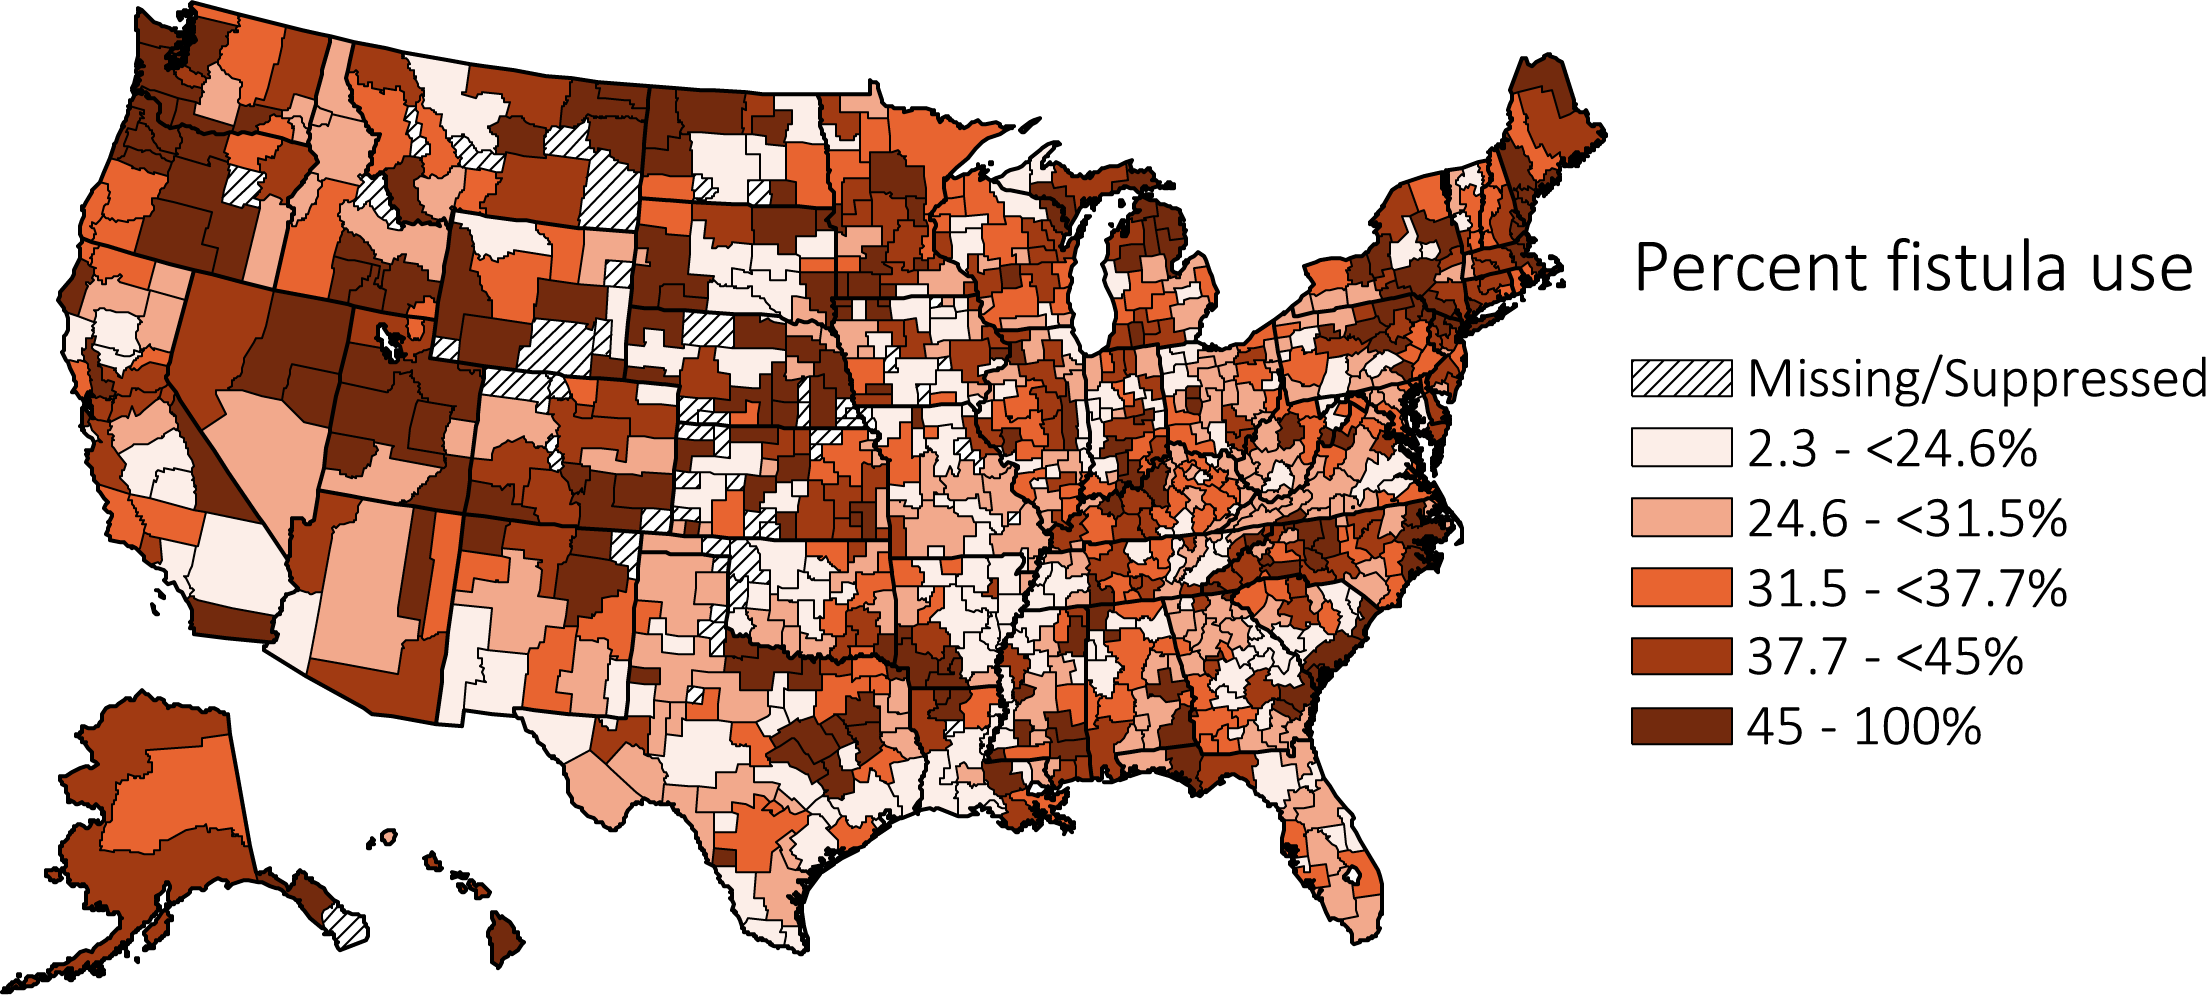 Percent fistula use
Missing/Suppressed
2.3 - <24.6%
24.6 - <31.5%
31.5 - <37.7%
37.7 - <45%
45 - 100%